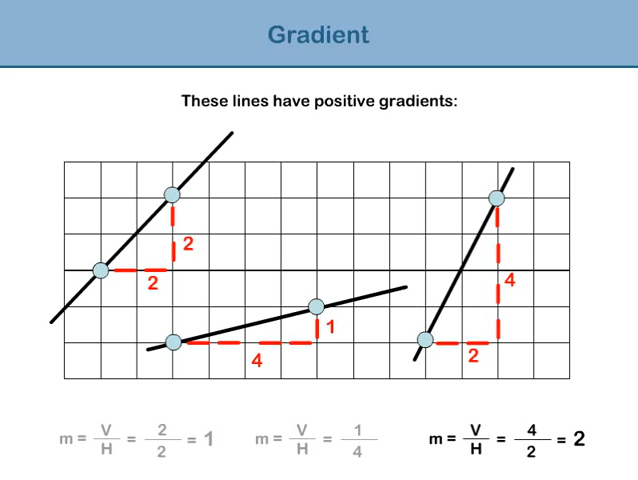 Gradient
These lines have positive gradients:
2
2
4
1
4
2
m = V/H = 2/2 = 1
m = V/H = 1/4
m = V/H = 4/2 = 2